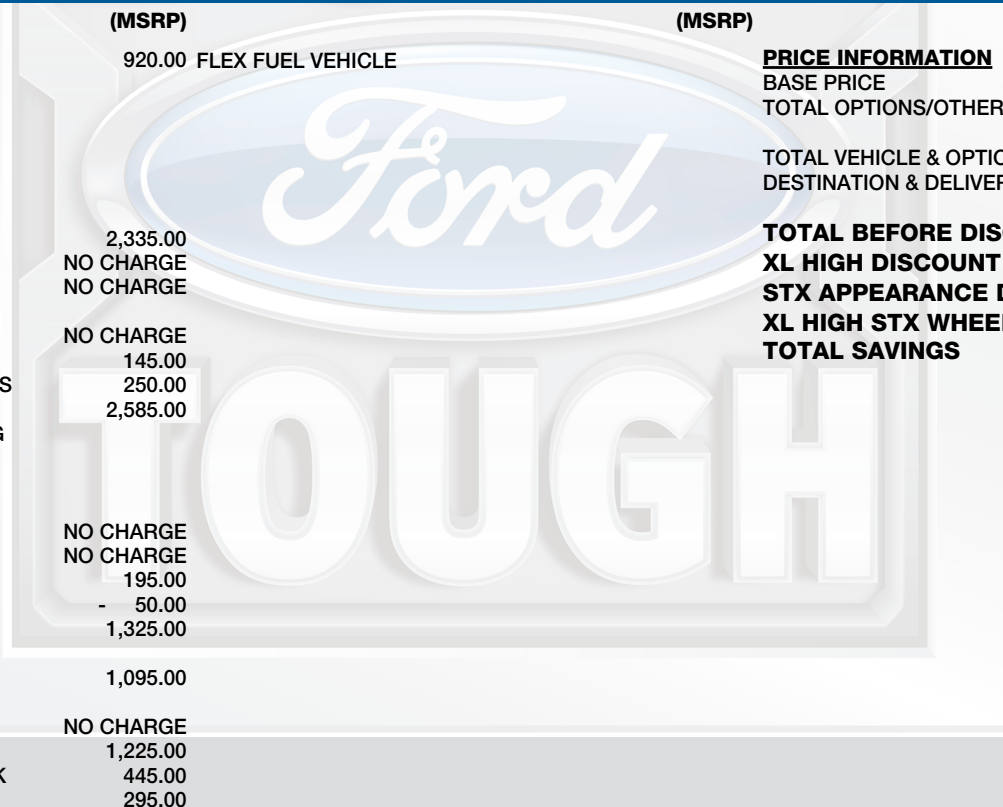 (MSRP) (MSRP)
920.00 FLEX FUEL VEHICLE
PRICE INFORMATION
BASE PRICE
TOTAL OPTIONS/OTHER
TOTAL VEHICLE & OPTIO
DESTINATION & DELIVER
2,335.00
NO CHARGE
NO CHARGE
TOTAL BEFORE DISC
XL HIGH DISCOUNT
STX APPEARANCE D
XL HIGH STX WHEEL
TOTAL SAVINGS
NO CHARGE
145.00
S 250.00
2,585.00
G
NO CHARGE
NO CHARGE
195.00
- 50.00
1,325.00
1,095.00
NO CHARGE
1,225.00
K 445.00
295.00
Ford
TOUGH